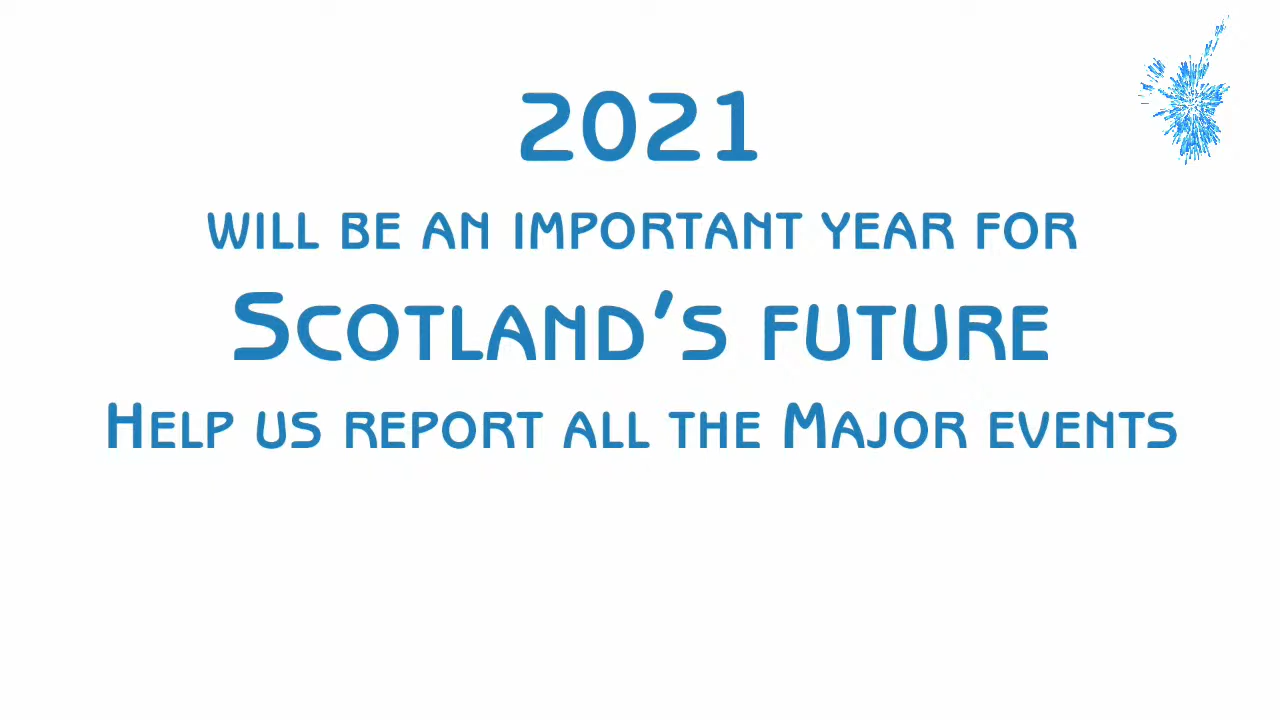 2021
WILL BE AN IMPORTANT YEAR FOR
SCOTLAND'S FUTURE
HELP US REPORT ALL THE MAJOR EVENTS